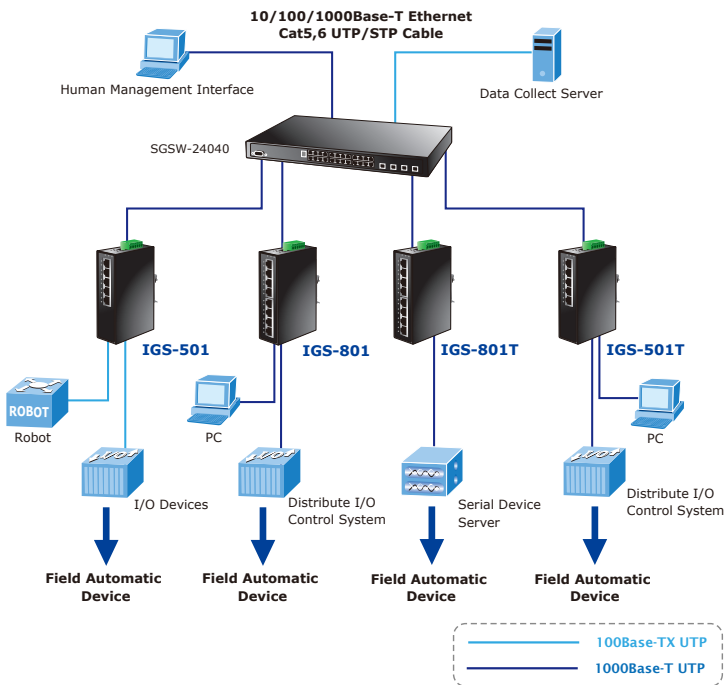 10/100/1000Base-T Ethernet
Cat5,6 UTP/STP Cable
Human Management Interface
Data Collect Server
SGSW-24040
IGS-501
IGS-801
IGS-801T
IGS-501T
ROBOT
Robot
PC
PC
I/O Devices
Distribute I/O
Control System
Serial Device
Server
Distribute I/O
Control System
Field Automatic
Device
Field Automatic
Device
Field Automatic
Device
Field Automatic
Device
100Base-TX UTP
1000Base-T UTP